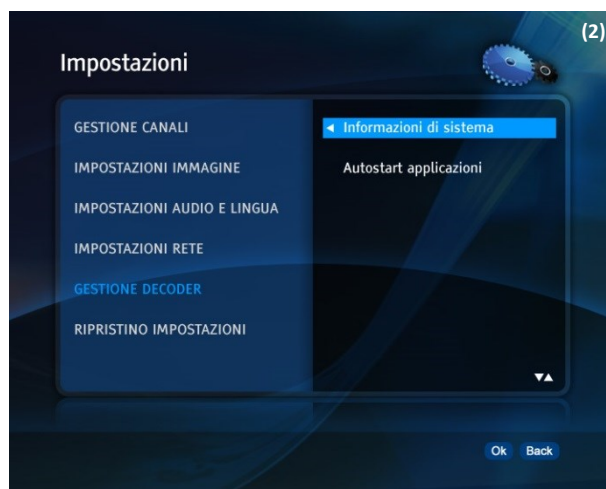 (2)
Impostazioni
GESTIONE CANALI
IMPOSTAZIONI IMMAGINE
IMPOSTAZIONI AUDIO E LINGUA
IMPOSTAZIONI RETE
GESTIONE DECODER
RIPRISTINO IMPOSTAZIONI
Informazioni di sistema
Autostart applicazioni
Ok Back